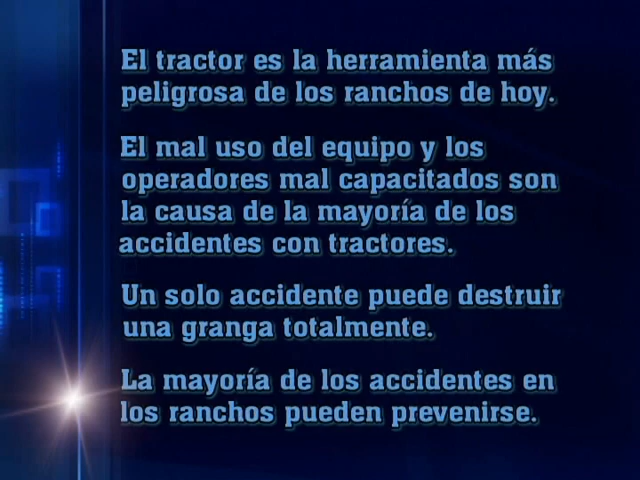 El tractor es la herramienta más
peligrosa de los ranchos de hoy.
El mal uso del equipo y los
operadores mal capacitados son
la causa de la mayoría de los
accidentes con tractores.
Un solo accidente puede destruir
una granga totalmente.
La mayoría de los accidentes en
los ranchos pueden prevenirse.